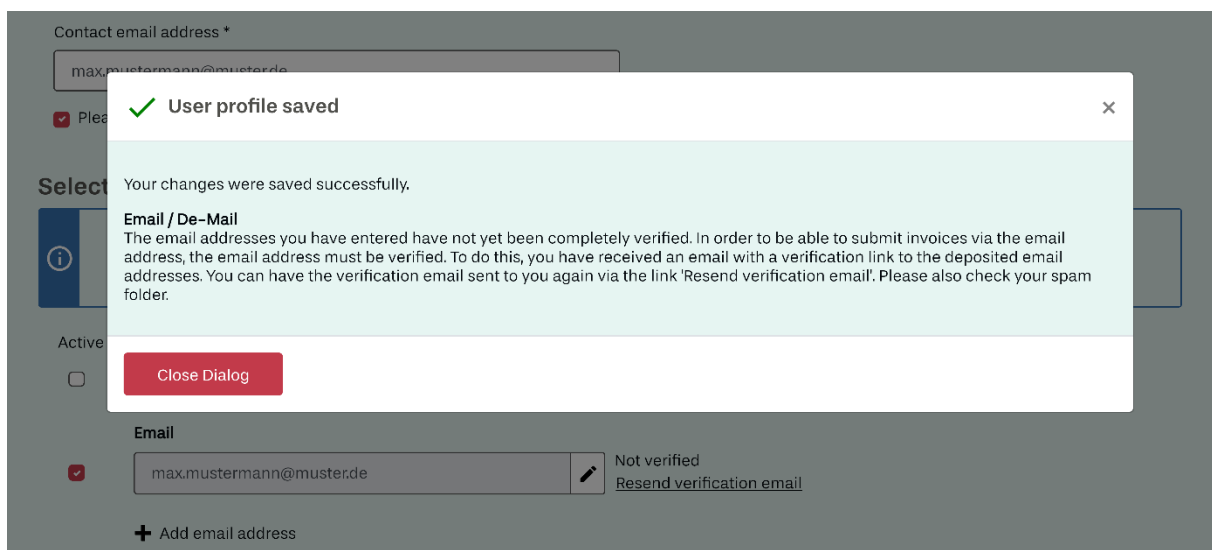 Contact email address *
max.mustermann@muster.de
Plea
User profile saved
Select
Your changes were saved successfully.
Email / De-Mail
The email addresses you have entered have not yet been completely verified. In order to be able to submit invoices via the email
address, the email address must be verified. To do this, you have received an email with a verification link to the deposited email
addresses. You can have the verification email sent to you again via the link 'Resend verification email'. Please also check your spam
folder.
Active
Close Dialog
Email
max.mustermann@muster.de
Not verified
Resend verification email
Add email address